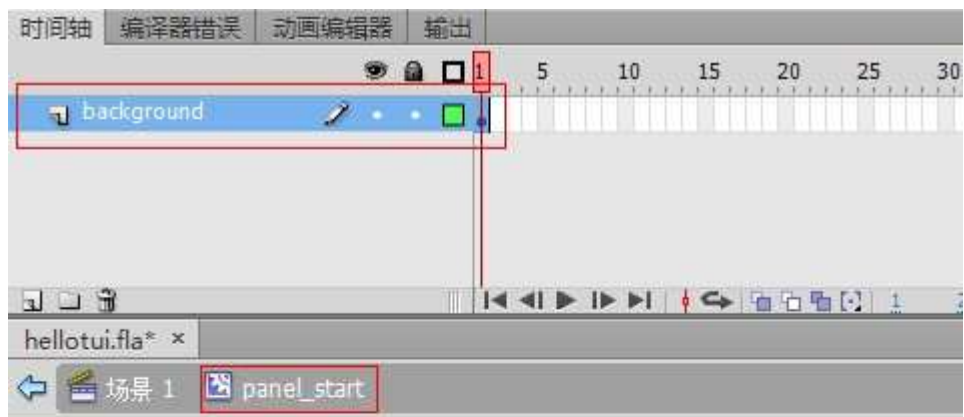 时间轴 编译器错误 动画编辑器 输出
1 5 10 15 20 25 30
background
1 2
hellotui.fla* ×
场景 1 panel_start